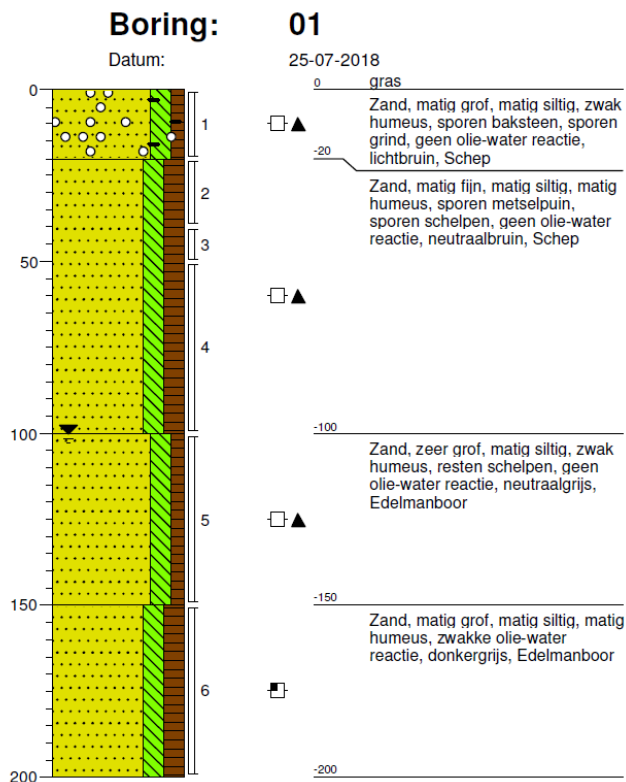 Boring: 01
Datum: 25-07-2018
0
0
gras
Zand, matig grof, matig siltig, zwak
humeus, sporen baksteen, sporen
grind, geen olie-water reactie,
lichtbruin, Schep
1
-20
Zand, matig fijn, matig siltig, matig
humeus, sporen metselpuin,
sporen schelpen, geen olie-water
reactie, neutraalbruin, Schep
2
3
50
4
100
-100
Zand, zeer grof, matig siltig, zwak
humeus, resten schelpen, geen
olie-water reactie, neutraalgrijs,
Edelmanboor
5
150
-150
Zand, matig grof, matig siltig, matig
humeus, zwakke olie-water
reactie, donkergrijs, Edelmanboor
6
200
-200